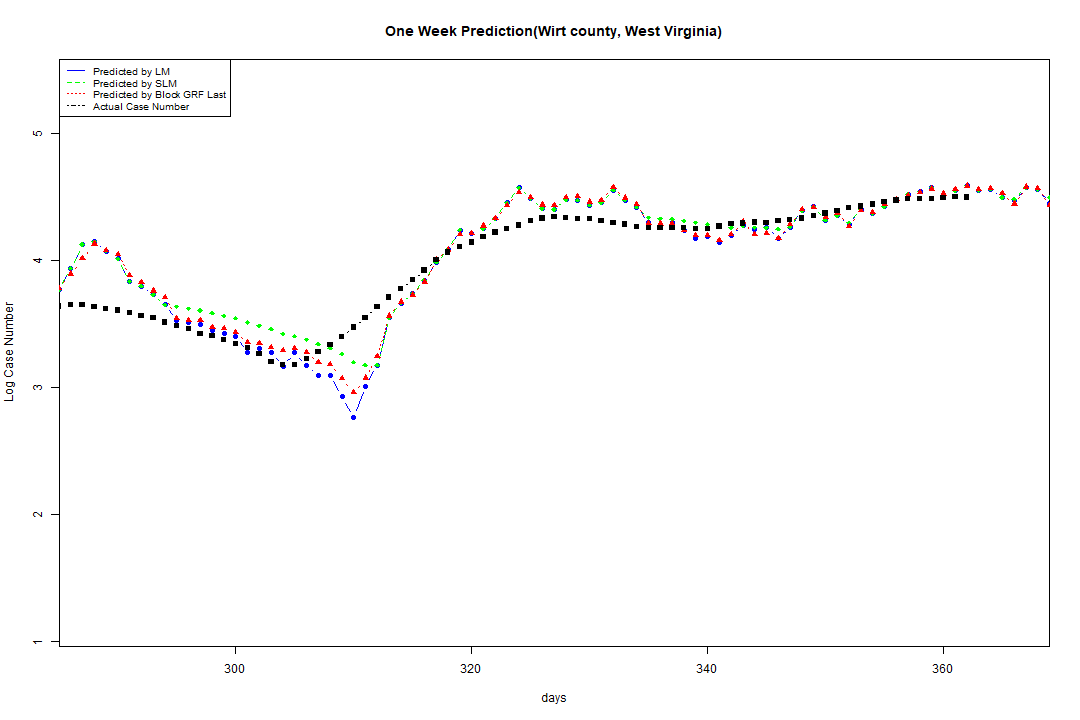 One Week Prediction(Wirt county, West Virginia)
Predicted by LM
Predicted by SLM
Predicted by Block GRF Last
Actual Case Number
5
4
3
2
1
Log Case Number
300 320 340 360
days